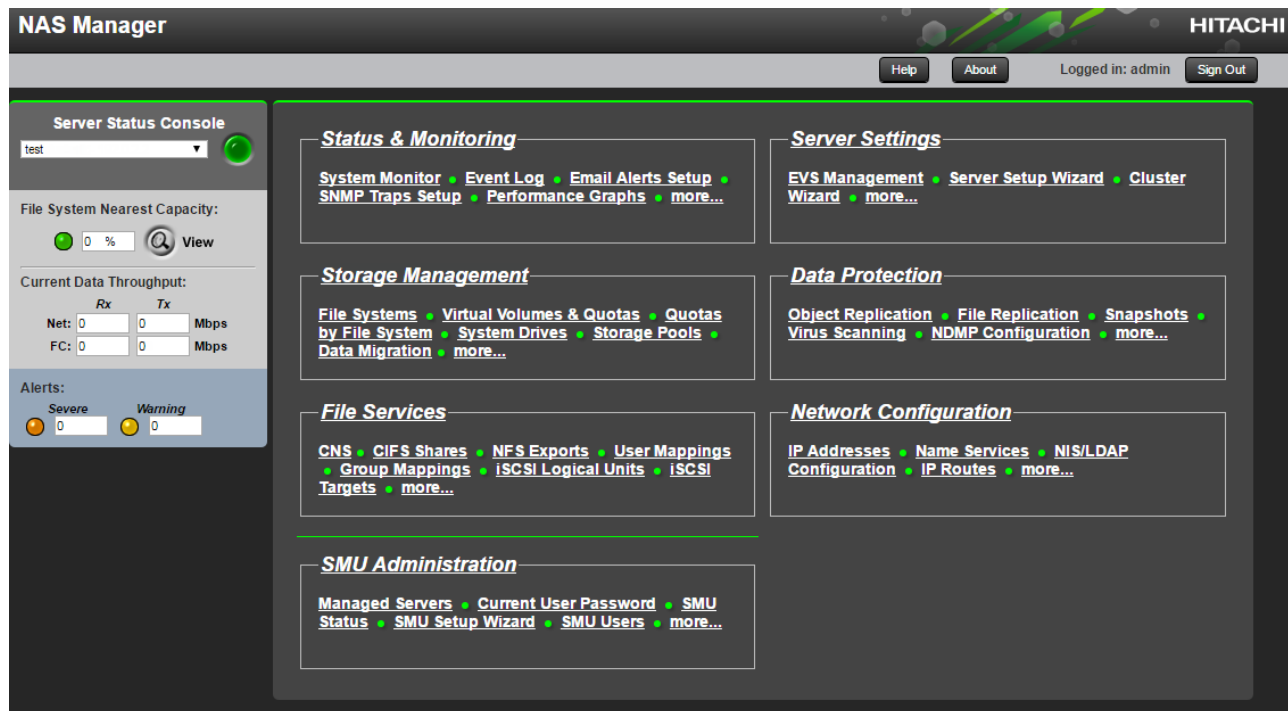 NAS Manager
HITACHI
Help
About
Logged in: admin
Sign Out
Server Status Console
test
File System Nearest Capacity:
0 %
View
Current Data Throughput:
Rx Tx
Net: 0 0 Mbps
FC: 0 0 Mbps
Alerts:
Severe Warning
0 0
Status & Monitoring
System Monitor • Event Log • Email Alerts Setup •
SNMP Traps Setup • Performance Graphs • more...
Server Settings
EVS Management • Server Setup Wizard • Cluster
Wizard • more...
Storage Management
File Systems • Virtual Volumes & Quotas • Quotas
by File System • System Drives • Storage Pools •
Data Migration • more...
Data Protection
Object Replication • File Replication • Snapshots •
Virus Scanning • NDMP Configuration • more...
File Services
CNS • CIFS Shares • NFS Exports • User Mappings
• Group Mappings • iSCSI Logical Units • iSCSI
Targets • more...
Network Configuration
IP Addresses • Name Services • NIS/LDAP
Configuration • IP Routes • more...
SMU Administration
Managed Servers • Current User Password • SMU
Status • SMU Setup Wizard • SMU Users • more...